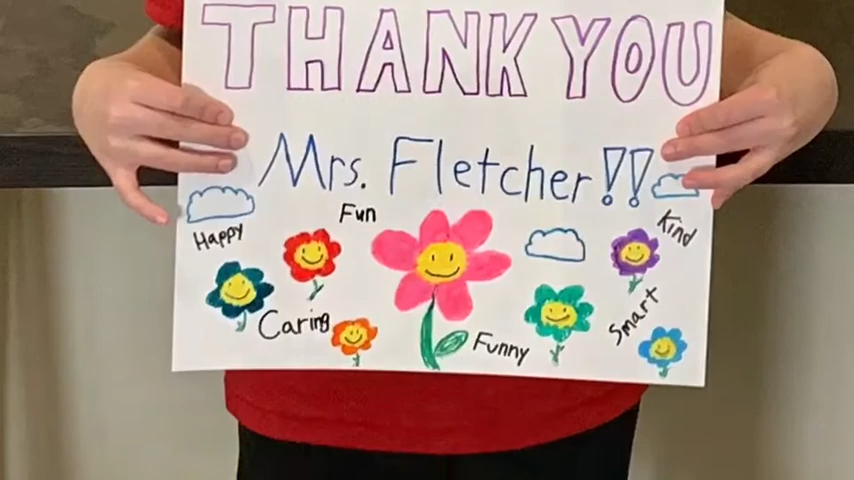 THANK YOU
Mrs. Fletcher!!
Fun
Kind
Happy
Caring
Smart
Funny